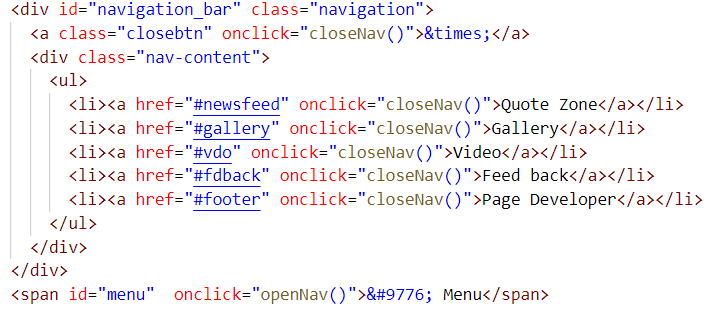 <div id="navigation_bar" class="navigation">
<a class="closebtn" onclick="closeNav()">&times;</a>
<div class="nav-content">
<ul>
<li><a href="#newsfeed" onclick="closeNav()">Quote Zone</a></li>
<li><a href="#gallery" onclick="closeNav()">Gallery</a></li>
<li><a href="#vdo" onclick="closeNav()">Video</a></li>
<li><a href="#fdback" onclick="closeNav()">Feed back</a></li>
<li><a href="#footer" onclick="closeNav()">Page Developer</a></li>
</ul>
</div>
</div>
<span id="menu"  onclick="openNav()">&#9776; Menu</span>